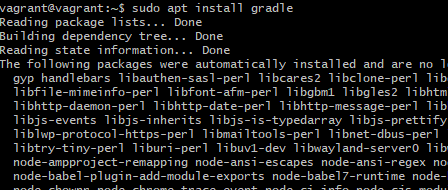 vagrant@vagrant:~$ sudo apt install gradle
Reading package lists... Done
Building dependency tree... Done
Reading state information... Done
The following packages were automatically installed and are no l
gyp handlebars libauthen-sasl-perl libcares2 libclone-perl lib
libfile-mimeinfo-perl libfont-afm-perl libgbm1 libgles2 libhtm
libhttp-daemon-perl libhttp-date-perl libhttp-message-perl lib
libjs-events libjs-inherits libjs-is-typedarray libjs-prettify
liblwp-protocol-https-perl libmailtools-perl libnet-dbus-perl
libtry-tiny-perl liburi-perl libuv1-dev libwayland-server0 libw
node-ampproject-remapping node-ansi-escapes node-ansi-regex no
node-babel-plugin-add-module-exports node-babel7-runtime node-